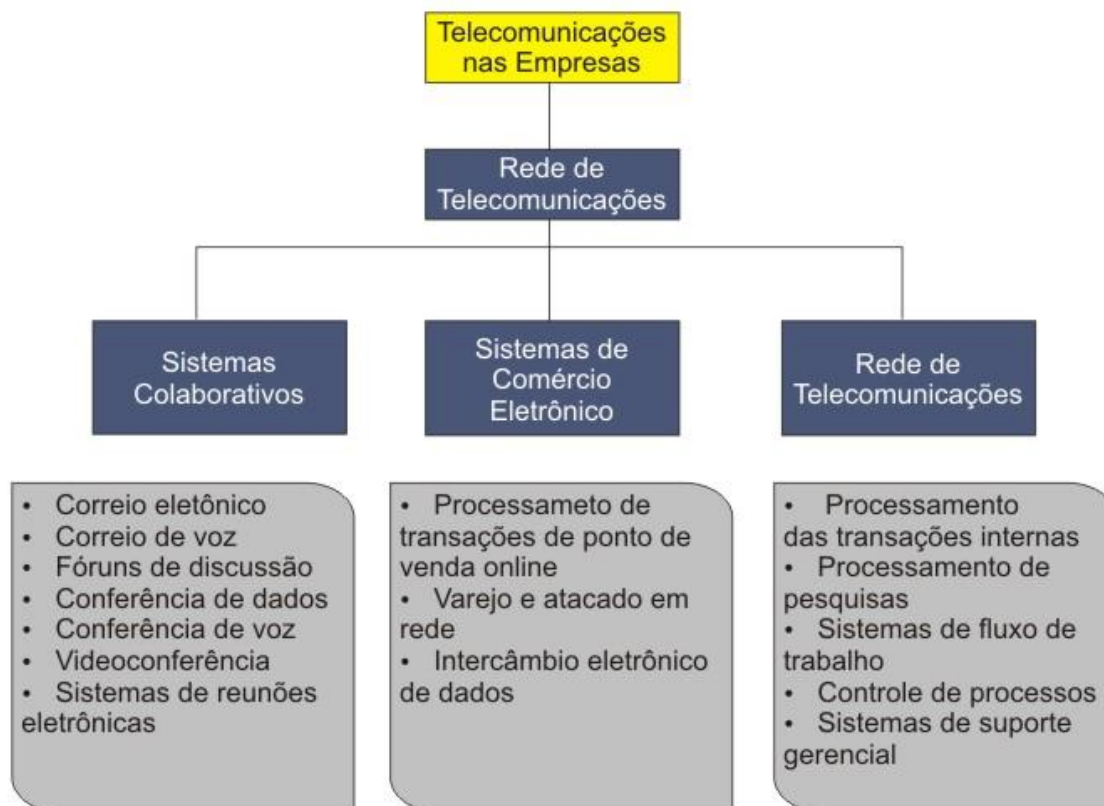 Telecomunicações
nas Empresas
Rede de
Telecomunicações
Sistemas
Colaborativos
Sistemas de
Comércio
Eletrônico
Rede de
Telecomunicações
• Correio eletônico
• Correio de voz
• Fóruns de discussão
• Conferência de dados
• Conferência de voz
• Videoconferência
• Sistemas de reunões
eletrônicas
• Processameto de
transações de ponto de
venda online
• Varejo e atacado em
rede
• Intercâmbio eletrônico
de dados
• Processamento
das transações internas
• Processamento de
pesquisas
• Sistemas de fluxo de
trabalho
• Controle de processos
• Sistemas de suporte
gerencial